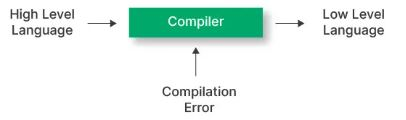 High Level
Language
Compiler
Low Level
Language
Compilation
Error